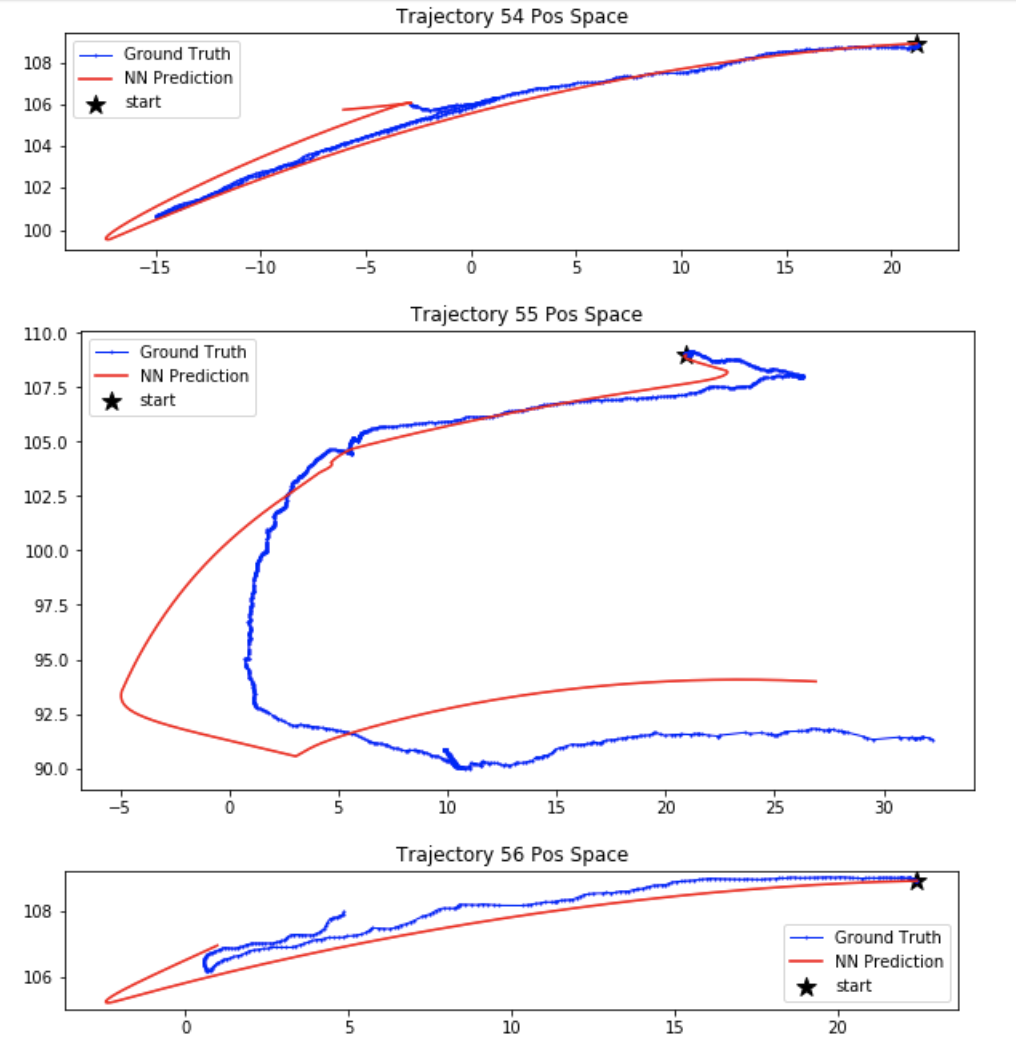 Trajectory 54 Pos Space
108
106
104
102
100
Ground Truth
NN Prediction
start
−15 −10 −5 0 5 10 15 20
Trajectory 55 Pos Space
110.0
107.5
105.0
102.5
100.0
97.5
95.0
92.5
90.0
Ground Truth
NN Prediction
start
−5 0 5 10 15 20 25 30
Trajectory 56 Pos Space
108
106
Ground Truth
NN Prediction
start
0 5 10 15 20